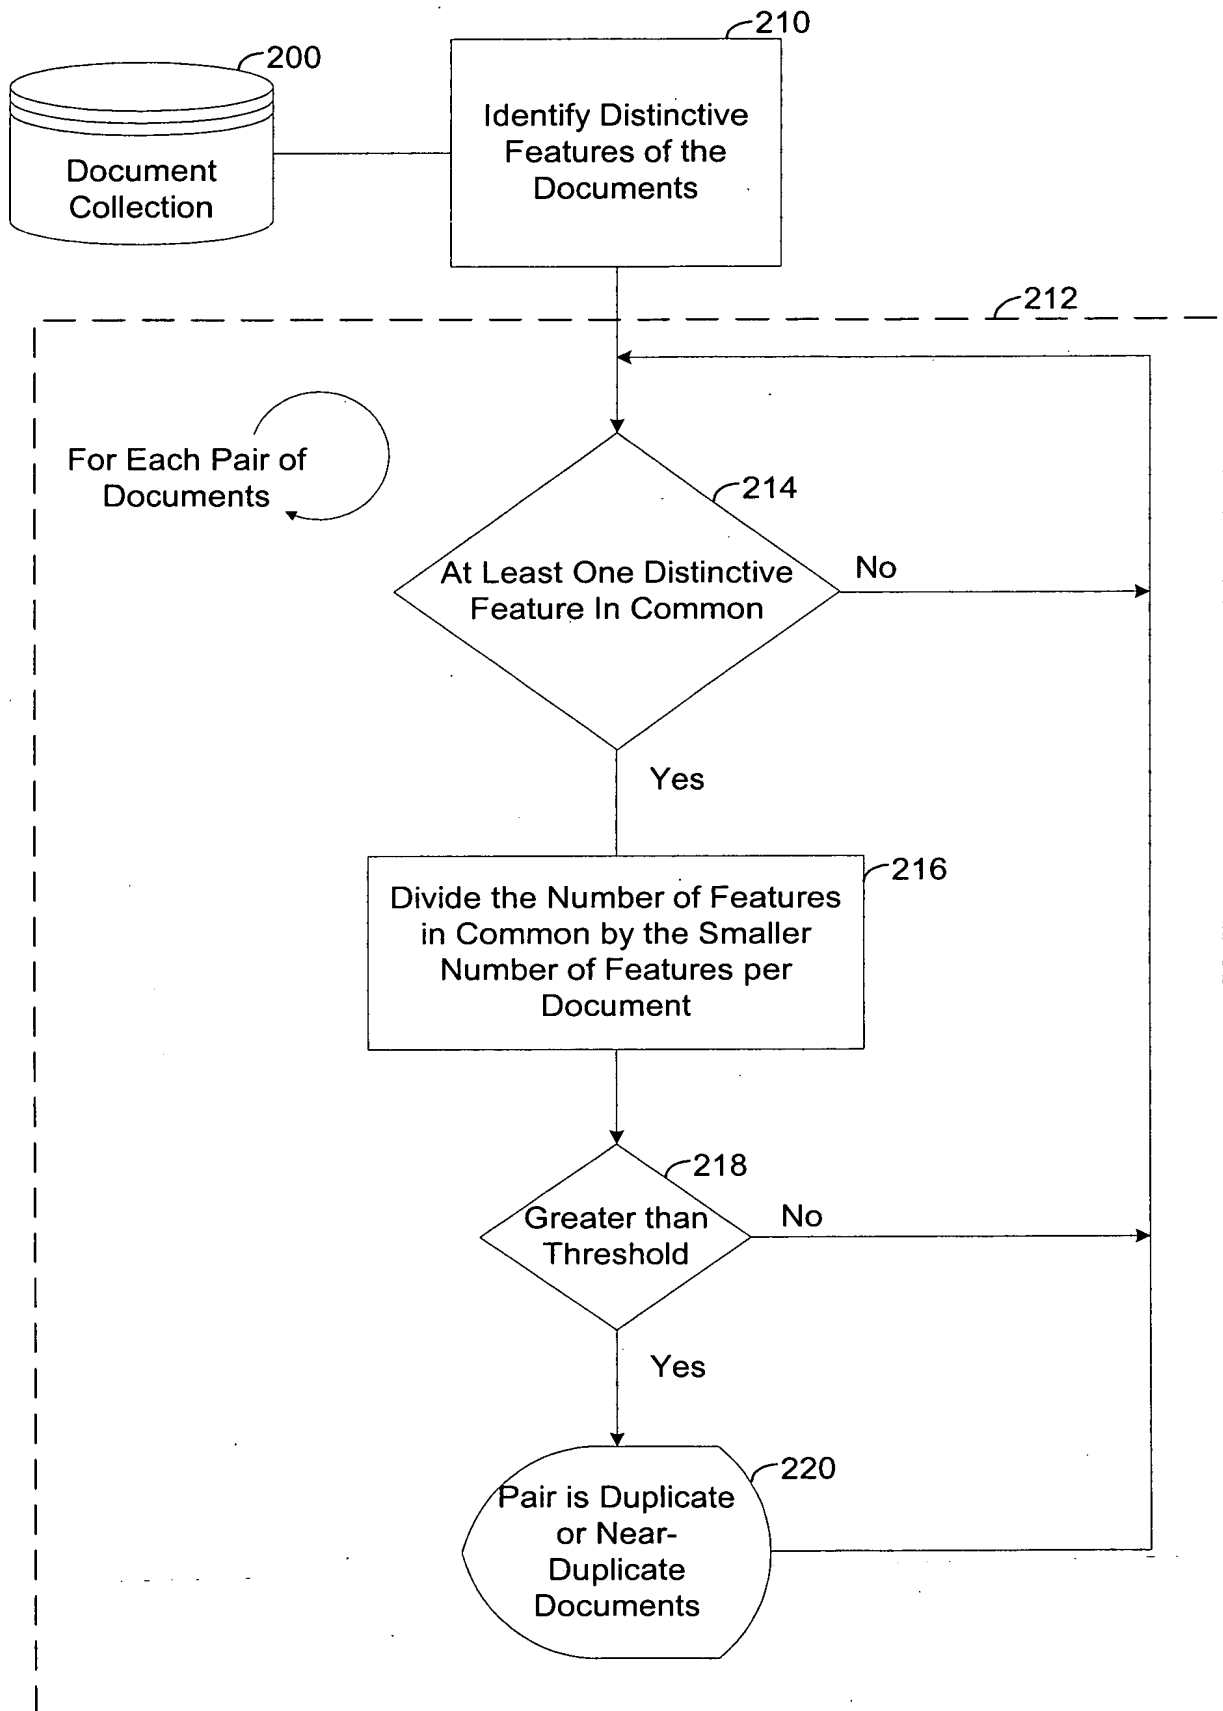 210
200
Identify Distinctive
Features of the
Documents
Document
Collection
212
For Each Pair of
Documents
214
At Least One Distinctive
Feature In Common
No
Yes
216
Divide the Number of Features
in Common by the Smaller
Number of Features per
Document
218
Greater than
Threshold
No
Yes
220
Pair is Duplicate
or Near-
Duplicate
Documents